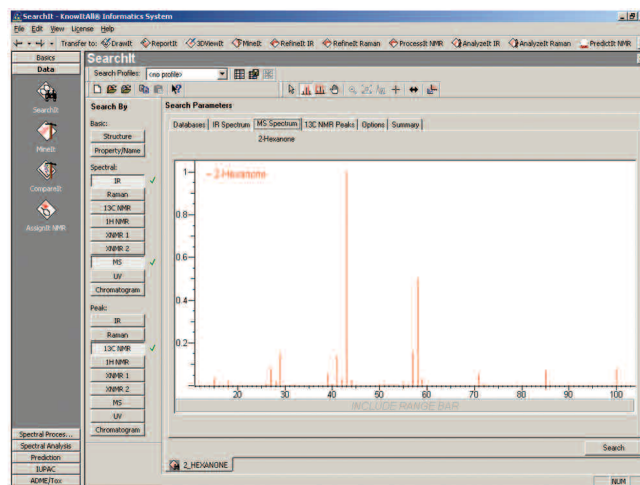 SearchIt - KnowItAll® Informatics System
File Edit View License Help
Transfer to: DrawIt ReportIt 3DViewIt MineIt RefineIt IR RefineIt Raman ProcessIt NMR AnalyzeIt IR AnalyzeIt Raman PredictIt NMR
Basics
Data
SearchIt
MineIt
CompareIt
AssignIt NMR
Spectral Proces...
Spectral Analysis
Prediction
IUPAC
ADME/Tox
SearchIt
Search Profiles: <no profile>
Search By
Basic:
Structure
Property/Name
Spectral:
IR
Raman
13C NMR
1H NMR
XNMR 1
XNMR 2
MS
UV
Chromatogram
Peak:
IR
Raman
13C NMR
1H NMR
XNMR 1
XNMR 2
MS
UV
Chromatogram
Search Parameters
Databases IR Spectrum MS Spectrum 13C NMR Peaks Options Summary
2-Hexanone
2-Hexanone
1
0.8
0.6
0.4
0.2
20 30 40 50 60 70 80 90 100
INCLUDE RANGE BAR
Search
2_HEXANONE
NUM